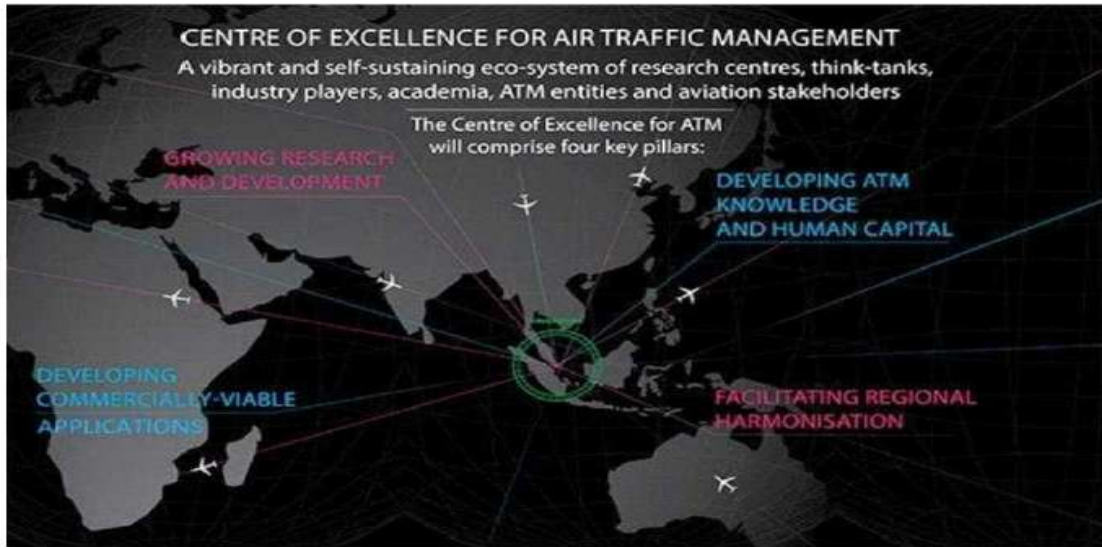 CENTRE OF EXCELLENCE FOR AIR TRAFFIC MANAGEMENT
A vibrant and self-sustaining eco-system of research centres, think-tanks,
industry players, academia, ATM entities and aviation stakeholders
The Centre of Excellence for ATM
will comprise four key pillars:
GROWING RESEARCH
AND DEVELOPMENT
DEVELOPING ATM
KNOWLEDGE
AND HUMAN CAPITAL
DEVELOPING
COMMERCIALLY-VIABLE
APPLICATIONS
FACILITATING REGIONAL
HARMONISATION